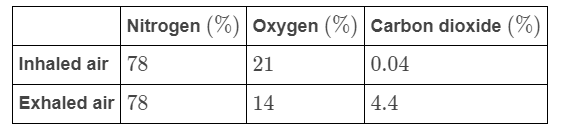 Nitrogen (%) Oxygen (%) Carbon dioxide (%)
Inhaled air 78 21 0.04
Exhaled air 78 14 4.4